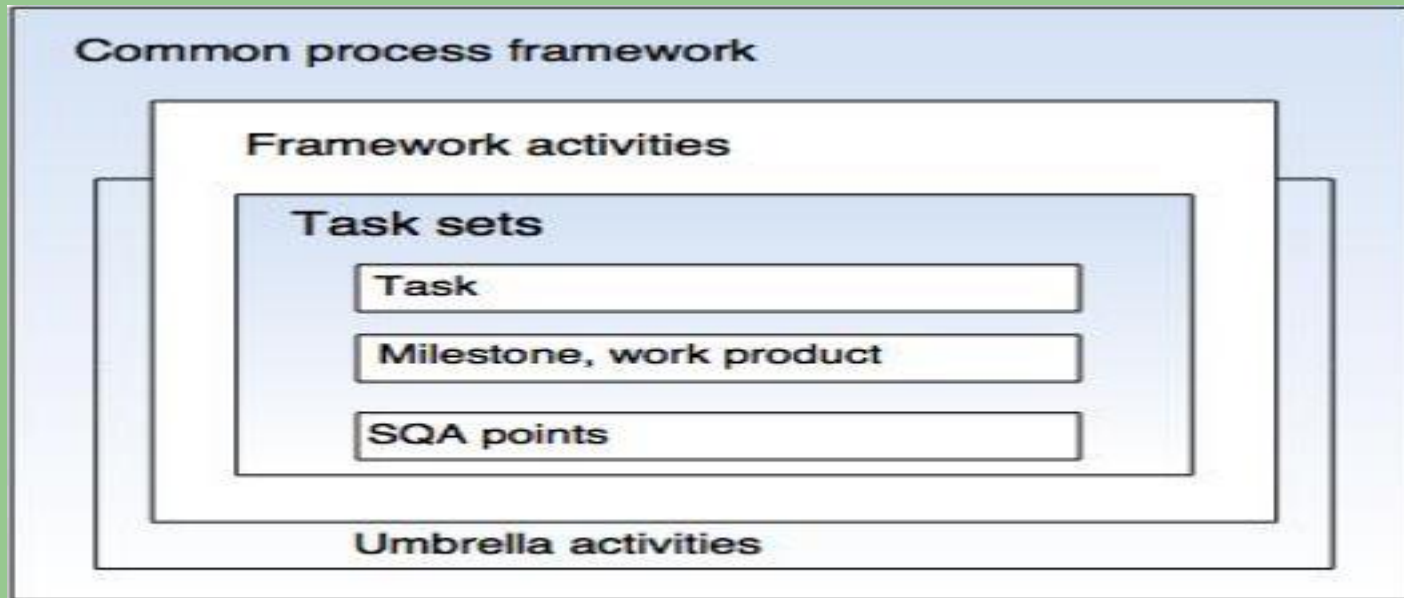 Common process framework
Framework activities
Task sets
Task
Milestone, work product
SQA points
Umbrella activities